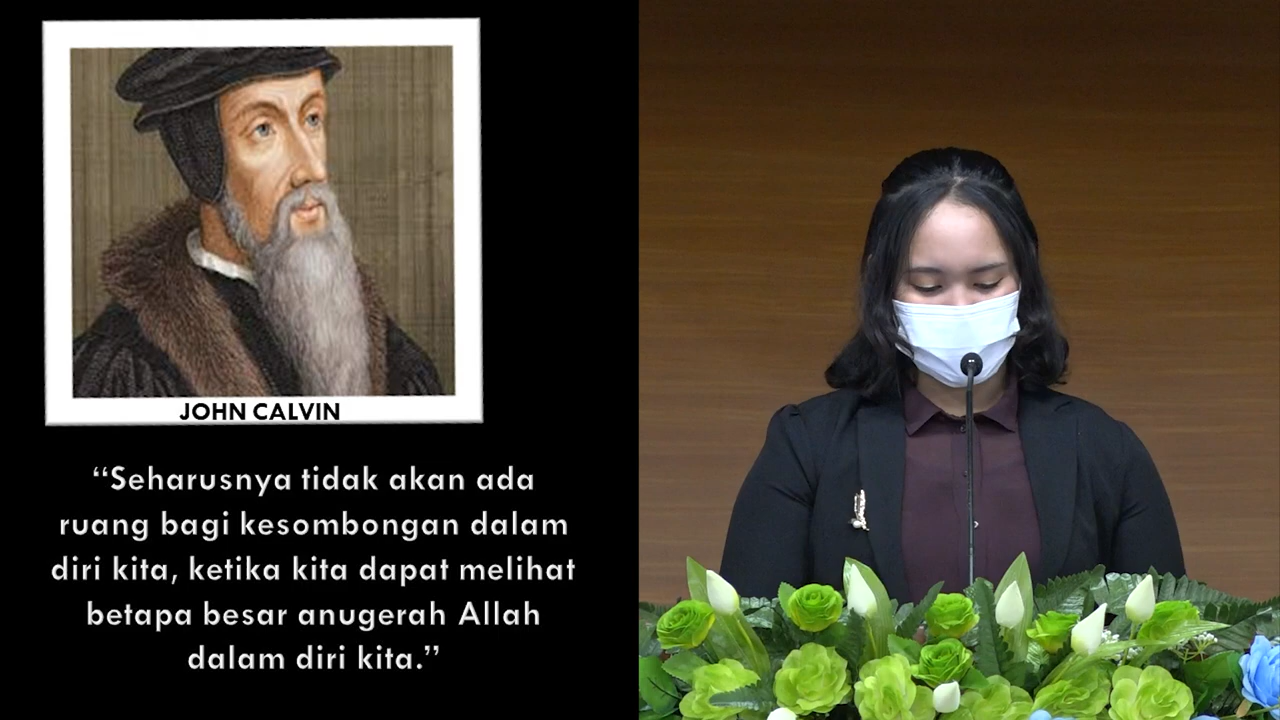 JOHN CALVIN
“Seharusnya tidak akan ada
ruang bagi kesombongan dalam
diri kita, ketika kita dapat melihat
betapa besar anugerah Allah
dalam diri kita.”